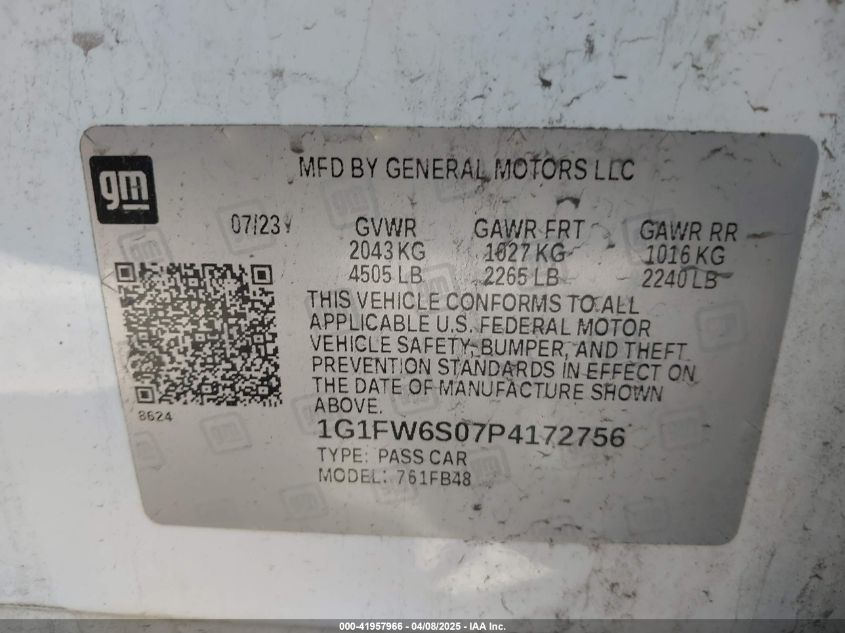 gm
MFD BY GENERAL MOTORS LLC
07/23 GVWR GAWR FRT GAWR RR
2043 KG 1027 KG 1016 KG
4505 LB 2265 LB 2240 LB
THIS VEHICLE CONFORMS TO ALL
APPLICABLE U.S. FEDERAL MOTOR
VEHICLE SAFETY, BUMPER, AND THEFT
PREVENTION STANDARDS IN EFFECT ON
THE DATE OF MANUFACTURE SHOWN
ABOVE.
8624
1G1FW6S07P4172756
TYPE: PASS CAR
MODEL: 761FB48
000-41957966 - 04/08/2025 - IAA Inc.